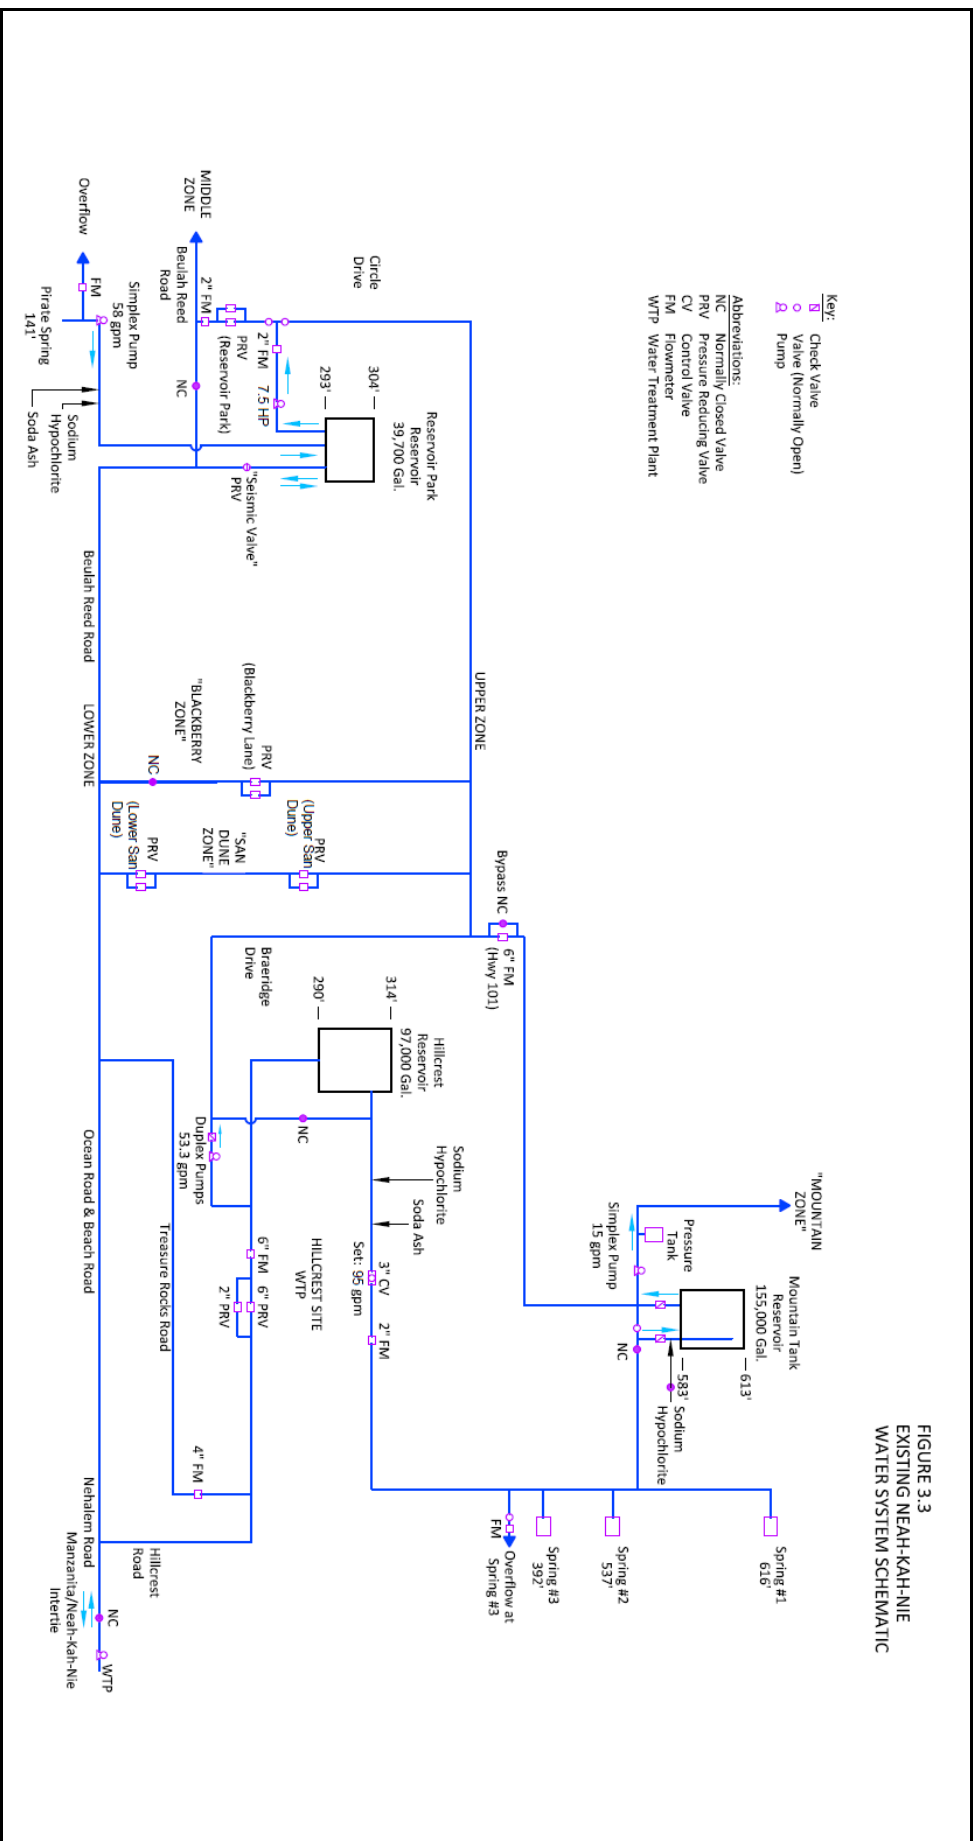 FIGURE 3.3
EXISTING NEAH-KAH-NIE
WATER SYSTEM SCHEMATIC
Key:
Check Valve
Valve (Normally Open)
Pump
Abbreviations:
NC Normally Closed Valve
PRV Pressure Reducing Valve
CV Control Valve
FM Flowmeter
WTP Water Treatment Plant
"MOUNTAIN
ZONE"
Mountain Tank
Reservoir
155,000 Gal.
613'
583'
Pressure
Tank
Simplex Pump
15 gpm
NC
Sodium
Hypochlorite
Spring #1
616'
Spring #2
537'
Spring #3
392'
Overflow at
Spring #3
FM
Bypass NC
6" FM
(Hwy 101)
UPPER ZONE
Circle
Drive
304'
293'
Reservoir Park
Reservoir
39,700 Gal.
2" FM
7.5 HP
PRV
(Reservoir Park)
2" FM
MIDDLE
ZONE
Beulah Reed
Road
NC
"Seismic Valve"
PRV
Overflow
FM
Simplex Pump
58 gpm
Pirate Spring
141'
Sodium
Hypochlorite
Soda Ash
Beulah Reed Road
PRV
(Blackberry Lane)
"BLACKBERRY
ZONE"
NC
LOWER ZONE
PRV
(Upper San
Dune)
"SAN
DUNE
ZONE"
PRV
(Lower San
Dune)
Braeridge
Drive
314'
290'
Hillcrest
Reservoir
97,000 Gal.
NC
Sodium
Hypochlorite
Soda Ash
3" CV
Set: 95 gpm
2" FM
HILLCREST SITE
WTP
Duplex Pumps
53.3 gpm
6" FM
6" PRV
2" PRV
Treasure Rocks Road
4" FM
Ocean Road & Beach Road
Hillcrest
Road
Nehalem Road
NC
WTP
Manzanita/Neah-Kah-Nie
Intertie